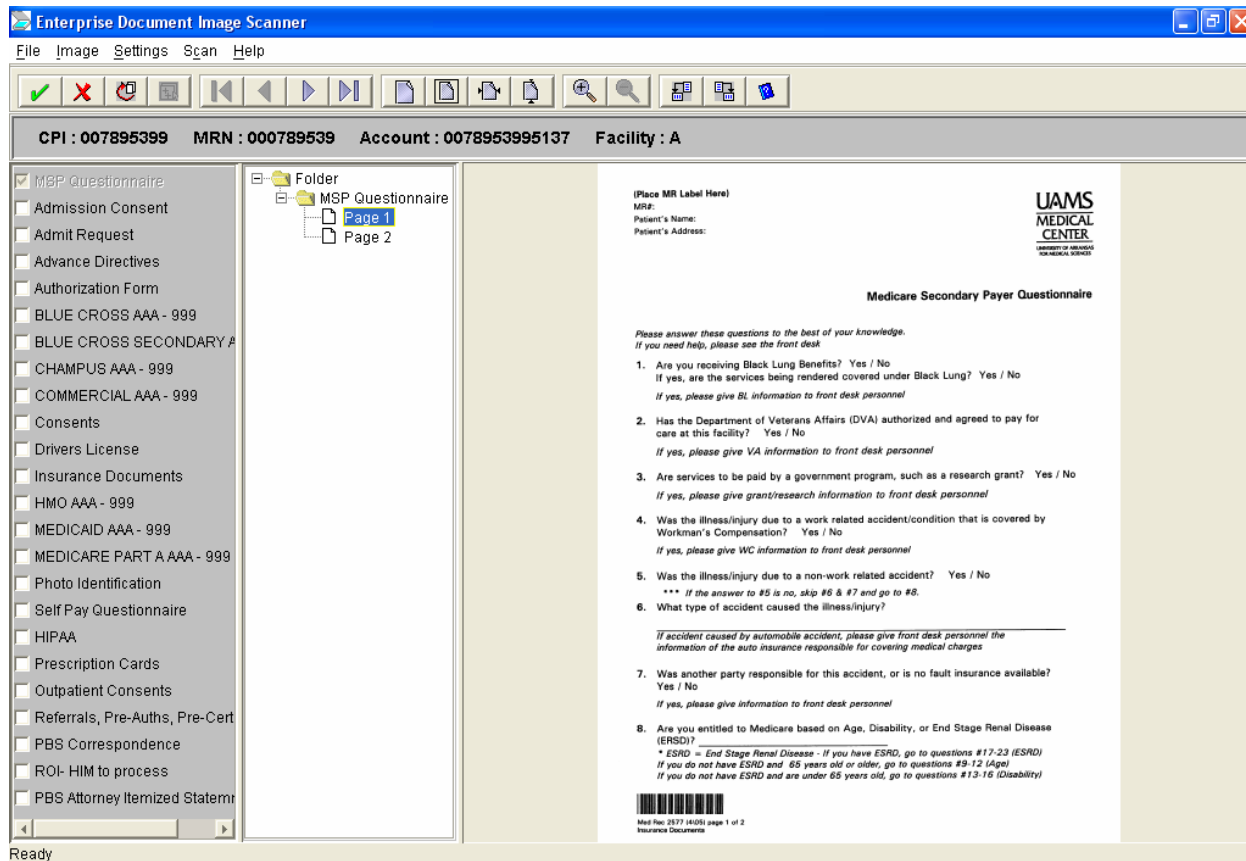 Enterprise Document Image Scanner
File Image Settings Scan Help
CPI : 007895399 MRN : 000789539 Account : 0078953995137 Facility : A
MSP Questionnaire
Admission Consent
Admit Request
Advance Directives
Authorization Form
BLUE CROSS AAA - 999
BLUE CROSS SECONDARY A
CHAMPUS AAA - 999
COMMERCIAL AAA - 999
Consents
Drivers License
Insurance Documents
HMO AAA - 999
MEDICAID AAA - 999
MEDICARE PART A AAA - 999
Photo Identification
Self Pay Questionnaire
HIPAA
Prescription Cards
Outpatient Consents
Referrals, Pre-Auths, Pre-Cert
PBS Correspondence
ROI- HIM to process
PBS Attorney Itemized Statemr
Folder
MSP Questionnaire
Page 1
Page 2
(Place MR Label Here)
MR#:
Patient's Name:
Patient's Address:
UAMS
MEDICAL
CENTER
UNIVERSITY OF ARKANSAS
FOR MEDICAL SCIENCES
Medicare Secondary Payer Questionnaire
Please answer these questions to the best of your knowledge.
If you need help, please see the front desk
1. Are you receiving Black Lung Benefits? Yes / No
If yes, are the services being rendered covered under Black Lung? Yes / No
If yes, please give BL information to front desk personnel
2. Has the Department of Veterans Affairs (DVA) authorized and agreed to pay for
care at this facility? Yes / No
If yes, please give VA information to front desk personnel
3. Are services to be paid by a government program, such as a research grant? Yes / No
If yes, please give grant/research information to front desk personnel
4. Was the illness/injury due to a work related accident/condition that is covered by
Workman's Compensation? Yes / No
If yes, please give WC information to front desk personnel
5. Was the illness/injury due to a non-work related accident? Yes / No
*** If the answer to #5 is no, skip #6 & #7 and go to #8.
6. What type of accident caused the illness/injury?
If accident caused by automobile accident, please give front desk personnel the
information of the auto insurance responsible for covering medical charges
7. Was another party responsible for this accident, or is no fault insurance available?
Yes / No
If yes, please give information to front desk personnel
8. Are you entitled to Medicare based on Age, Disability, or End Stage Renal Disease
(ERSD)?
* ESRD = End Stage Renal Disease - If you have ESRD, go to questions #17-23 (ESRD)
If you do not have ESRD and 65 years old or older, go to questions #9-12 (Age)
If you do not have ESRD and are under 65 years old, go to questions #13-16 (Disability)
Med Rec 2577 (4\05) page 1 of 2
Insurance Documents
Ready